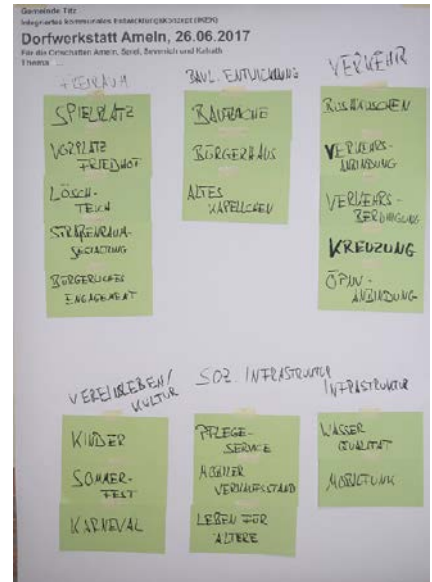 Gemeinde Titz
Integriertes kommunales Entwicklungskonzept (IKEK)
Dorfwerkstatt Ameln, 26.06.2017
Für die Ortschaften Ameln, Spiel, Sevenich und Kalrath
Thema
FREIRAUM
SPIELPLATZ
VORPLATZ
FRIEDHOF
LÖSCH-
TEICH
STRAßENRAUM-
GESTALTUNG
BÜRGERLICHES
ENGAGEMENT
BAUL. ENTWICKLUNG
BAUBRACHE
BÜRGERHAUS
ALTES
KAPELLCHEN
VERKEHR
BUSHÄUSCHEN
VERKEHRS-
ANBINDUNG
VERKEHRS-
BERUHIGUNG
KREUZUNG
ÖPNV-
ANBINDUNG
VEREINSLEBEN/
KULTUR
KINDER
SOMMER-
FEST
KARNEVAL
SOZ. INFRASTRUKTUR
PFLEGE-
SERVICE
MOBILER
VERKAUFSSTAND
LEBEN FÜR
ÄLTERE
INFRASTRUKTUR
WASSER
QUALITÄT
MOBILFUNK